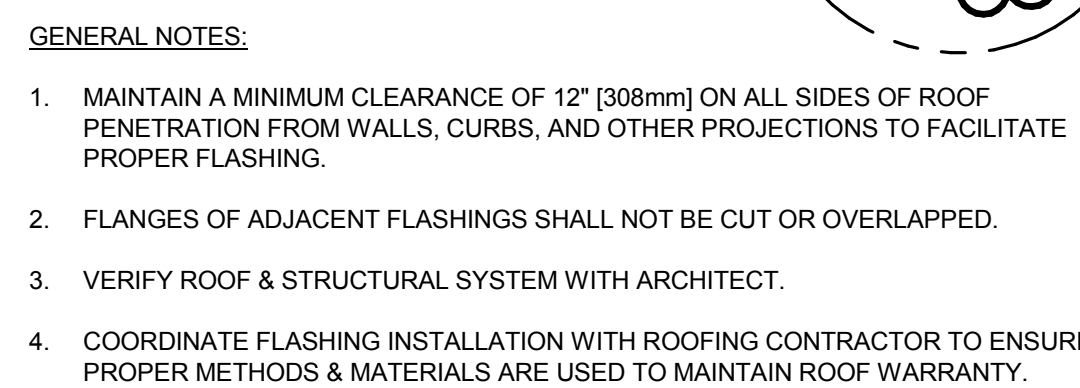 GENERAL NOTES:
1. MAINTAIN A MINIMUM CLEARANCE OF 12" [308mm] ON ALL SIDES OF ROOF
PENETRATION FROM WALLS, CURBS, AND OTHER PROJECTIONS TO FACILITATE
PROPER FLASHING.
2. FLANGES OF ADJACENT FLASHINGS SHALL NOT BE CUT OR OVERLAPPED.
3. VERIFY ROOF & STRUCTURAL SYSTEM WITH ARCHITECT.
4. COORDINATE FLASHING INSTALLATION WITH ROOFING CONTRACTOR TO ENSURE
PROPER METHODS & MATERIALS ARE USED TO MAINTAIN ROOF WARRANTY.